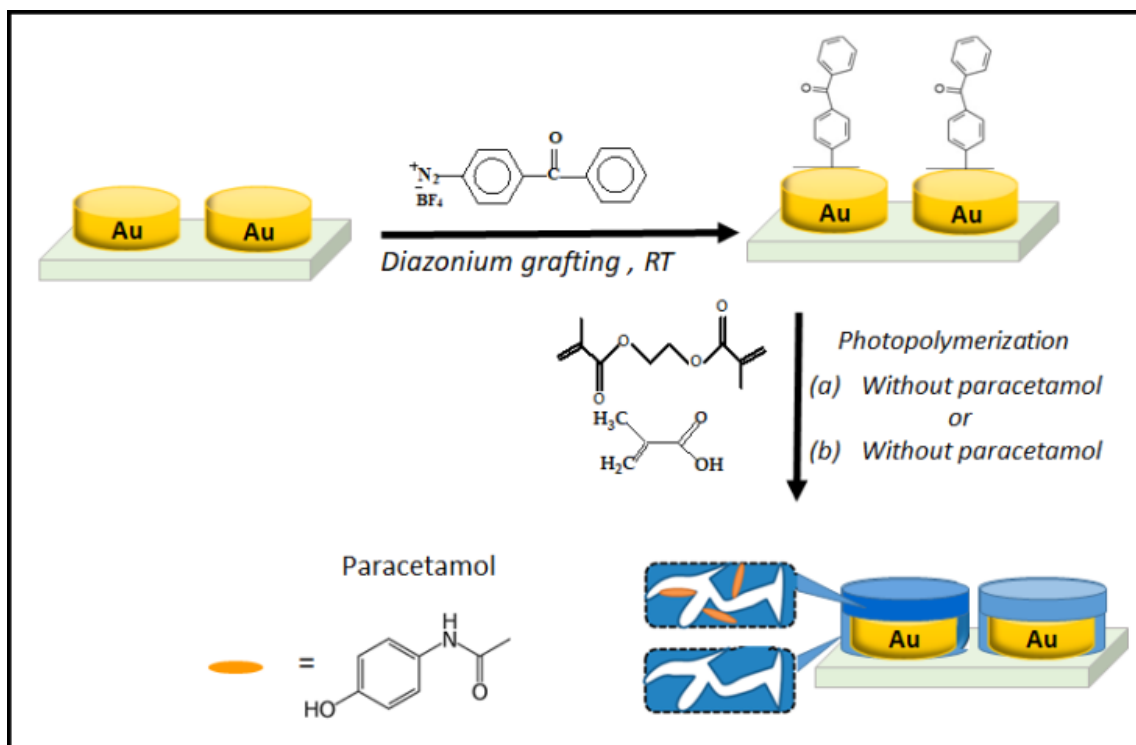 O
O
+
N₂
C
BF₄
-
Au
Au
Au
Au
Diazonium grafting , RT
O
O
O
O
Photopolymerization
(a) Without paracetamol
or
(b) Without paracetamol
H₃C
O
H₂C
OH
Paracetamol
H
N
=
O
HO
Au
Au